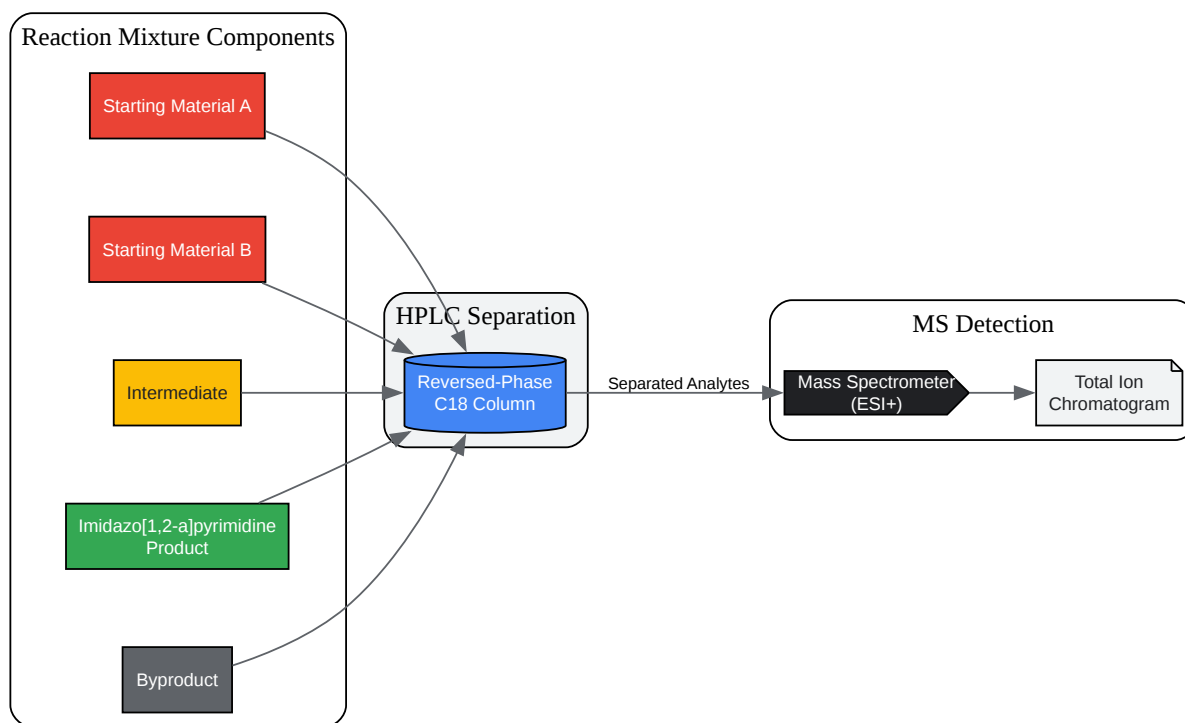 Reaction Mixture Components
Starting Material A
Starting Material B
Intermediate
Imidazo[1,2-a]pyrimidine
Product
Byproduct
HPLC Separation
Reversed-Phase
C18 Column
Separated Analytes
MS Detection
Mass Spectrometer
(ESI+)
Total Ion
Chromatogram